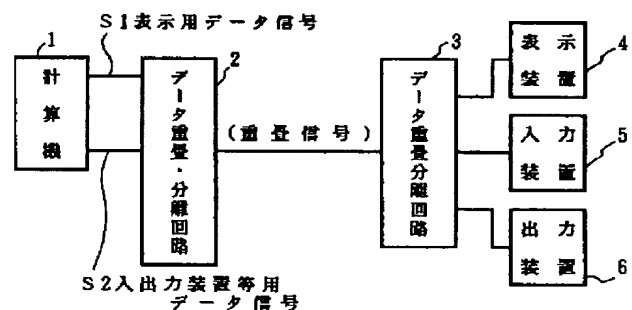 S1表示用データ信号
1
計算機
2
データ重畳・分離回路
(重畳信号)
3
データ重畳分離回路
表示装置
4
入力装置
5
出力装置
6
S2入出力装置等用
データ信号